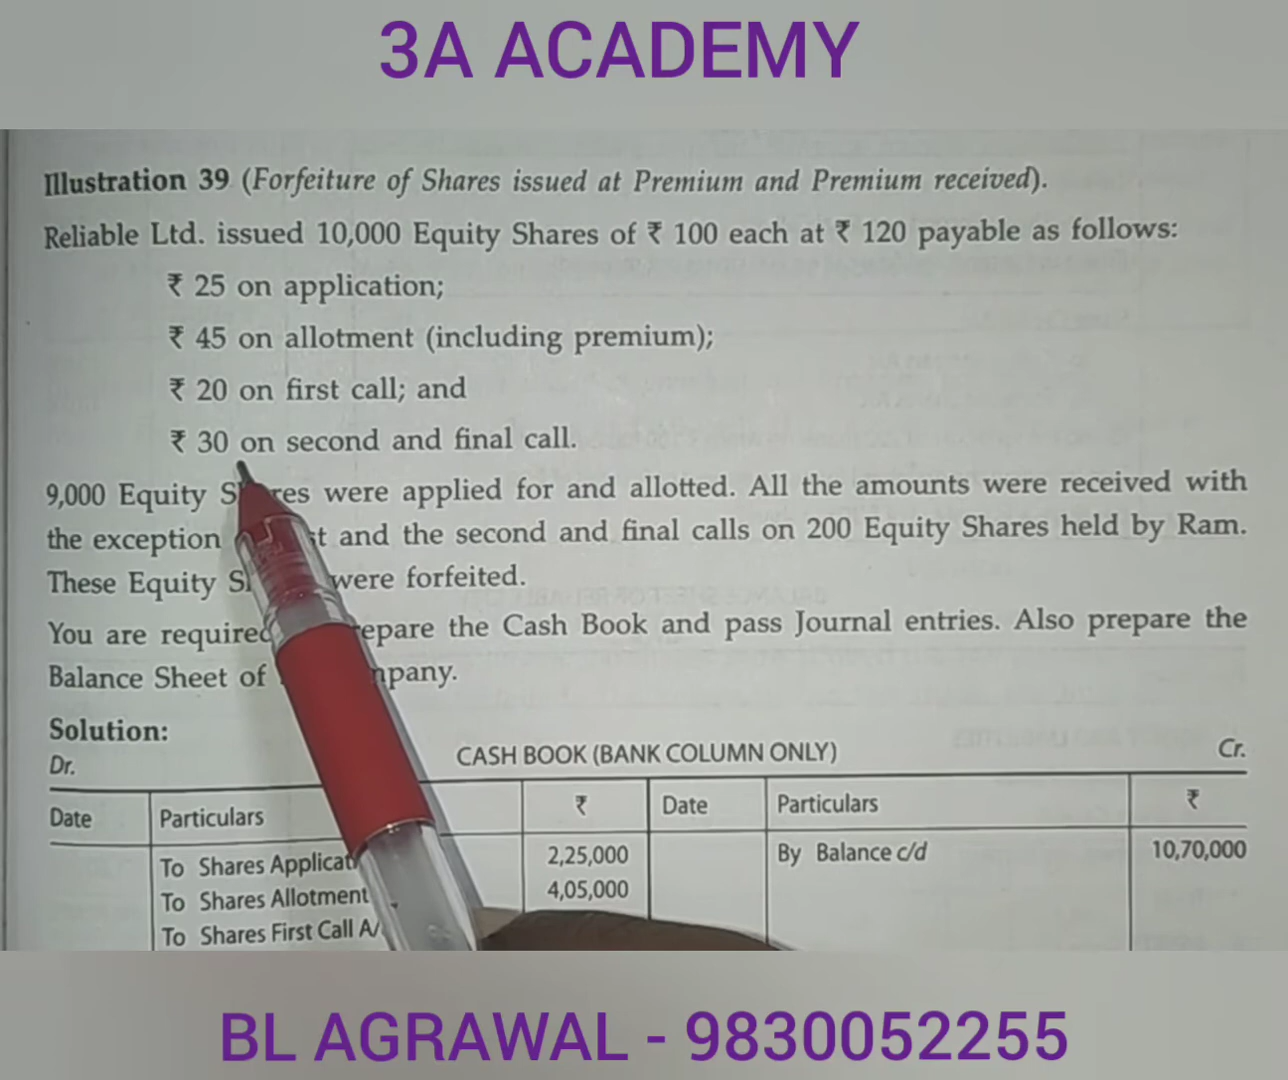 3A ACADEMY
Illustration 39 (Forfeiture of Shares issued at Premium and Premium received).
Reliable Ltd. issued 10,000 Equity Shares of ₹ 100 each at ₹ 120 payable as follows:
₹ 25 on application;
₹ 45 on allotment (including premium);
₹ 20 on first call; and
₹ 30 on second and final call.
9,000 Equity Shares were applied for and allotted. All the amounts were received with
the exception and the second and final calls on 200 Equity Shares held by Ram.
These Equity were forfeited.
You are required the Cash Book and pass Journal entries. Also prepare the
Balance Sheet of
Solution:
Dr. CASH BOOK (BANK COLUMN ONLY) Cr.
Date Particulars ₹ Date Particulars ₹
To Shares 2,25,000 By Balance c/d 10,70,000
To Shares Allotment 4,05,000
To Shares First Call A/
BL AGRAWAL - 9830052255